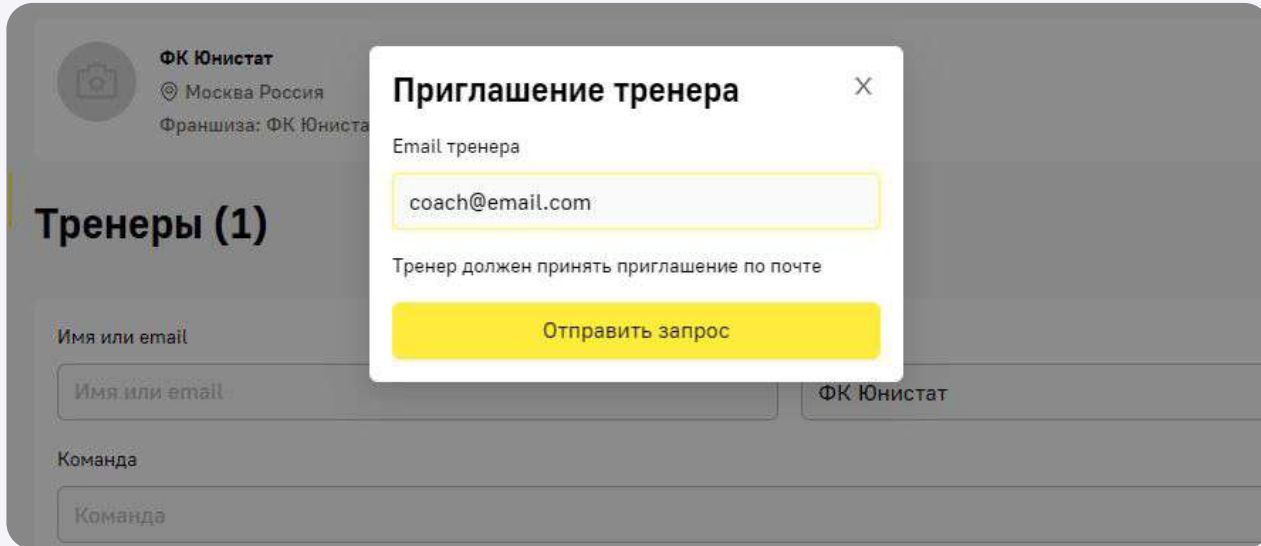 ФК Юнистат
Москва Россия
Франшиза: ФК Юниста
Приглашение тренера
X
Email тренера
coach@email.com
Тренер должен принять приглашение по почте
Отправить запрос
Тренеры (1)
Имя или email
Имя или email
ФК Юнистат
Команда
Команда